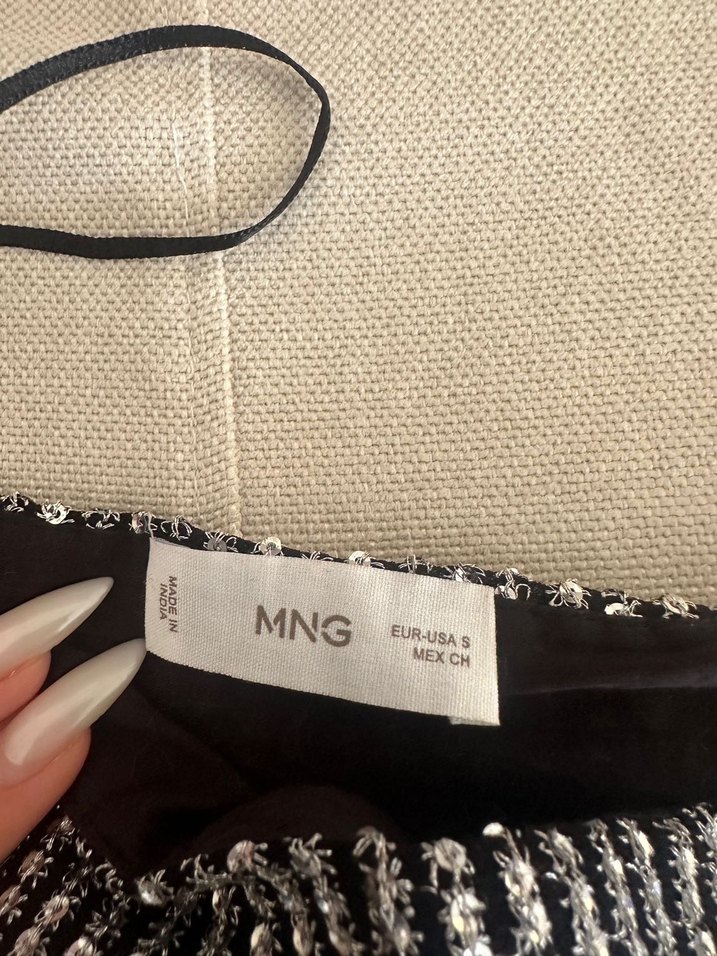 MADE IN
INDIA
MNG
EUR-USA S
MEX CH